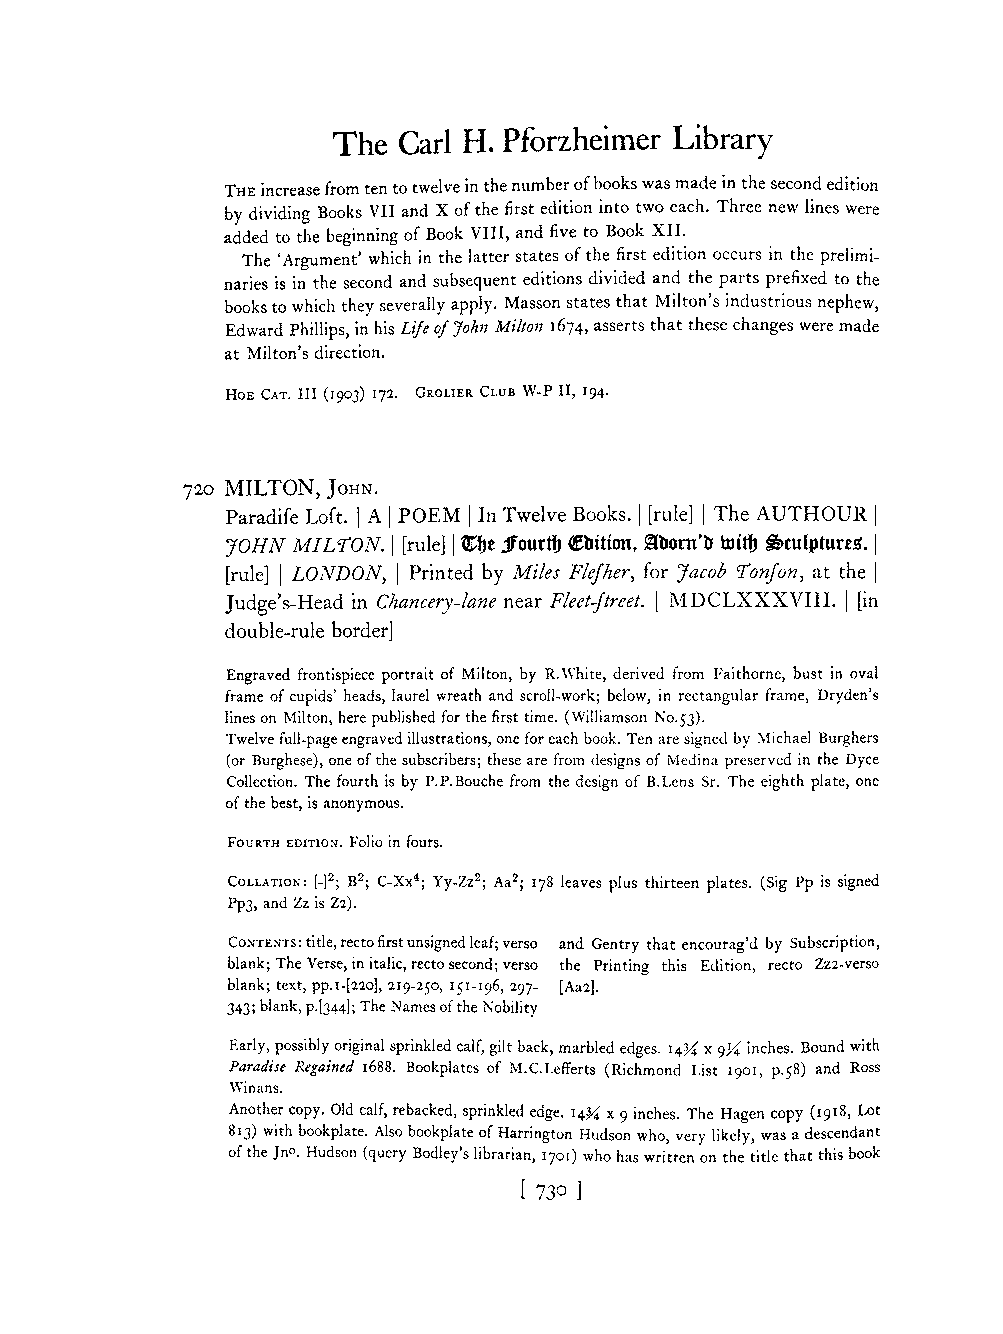 The Carl H. Pforzheimer Library
THE increase from ten to twelve in the number of books was made in the second edition
by dividing Books VII and X of the first edition into two each. Three new lines were
added to the beginning of Book VIII, and five to Book XII.
The ‘Argument’ which in the latter states of the first edition occurs in the prelimi-
naries is in the second and subsequent editions divided and the parts prefixed to the
books to which they severally apply. Masson states that Milton's industrious nephew,
Edward Phillips, in his Life of John Milton 1674, asserts that these changes were made
at Milton's direction.
HOE CAT. III (1903) 172. GROLIER CLUB W-P II, 194.
720 MILTON, JOHN.
Paradiſe Loſt. | A | POEM | In Twelve Books. | [rule] | The AUTHOUR |
JOHN MILTON. | [rule] | The Fourth Edition, Adorn'd with Sculptures. |
[rule] | LONDON, | Printed by Miles Fleſher, for Jacob Tonſon, at the |
Judge's-Head in Chancery-lane near Fleet-ſtreet. | MDCLXXXVIII. | [in
double-rule border]
Engraved frontispiece portrait of Milton, by R.White, derived from Faithorne, bust in oval
frame of cupids' heads, laurel wreath and scroll-work; below, in rectangular frame, Dryden's
lines on Milton, here published for the first time. (Williamson No.53).
Twelve full-page engraved illustrations, one for each book. Ten are signed by Michael Burghers
(or Burghese), one of the subscribers; these are from designs of Medina preserved in the Dyce
Collection. The fourth is by P.P.Bouche from the design of B.Lens Sr. The eighth plate, one
of the best, is anonymous.
FOURTH EDITION. Folio in fours.
COLLATION: [-]²; B²; C-Xx⁴; Yy-Zz²; Aa²; 178 leaves plus thirteen plates. (Sig Pp is signed
Pp3, and Zz is Z2).
CONTENTS: title, recto first unsigned leaf; verso
blank; The Verse, in italic, recto second; verso
blank; text, pp.1-[220], 219-250, 151-196, 297-
343; blank, p.[344]; The Names of the Nobility
and Gentry that encourag'd by Subscription,
the Printing this Edition, recto Zz2-verso
[Aa2].
Early, possibly original sprinkled calf, gilt back, marbled edges. 14¾ x 9¼ inches. Bound with
Paradise Regained 1688. Bookplates of M.C.Lefferts (Richmond List 1901, p.58) and Ross
Winans.
Another copy. Old calf, rebacked, sprinkled edge. 14¾ x 9 inches. The Hagen copy (1918, Lot
813) with bookplate. Also bookplate of Harrington Hudson who, very likely, was a descendant
of the Jnº. Hudson (query Bodley's librarian, 1701) who has written on the title that this book
[ 730 ]